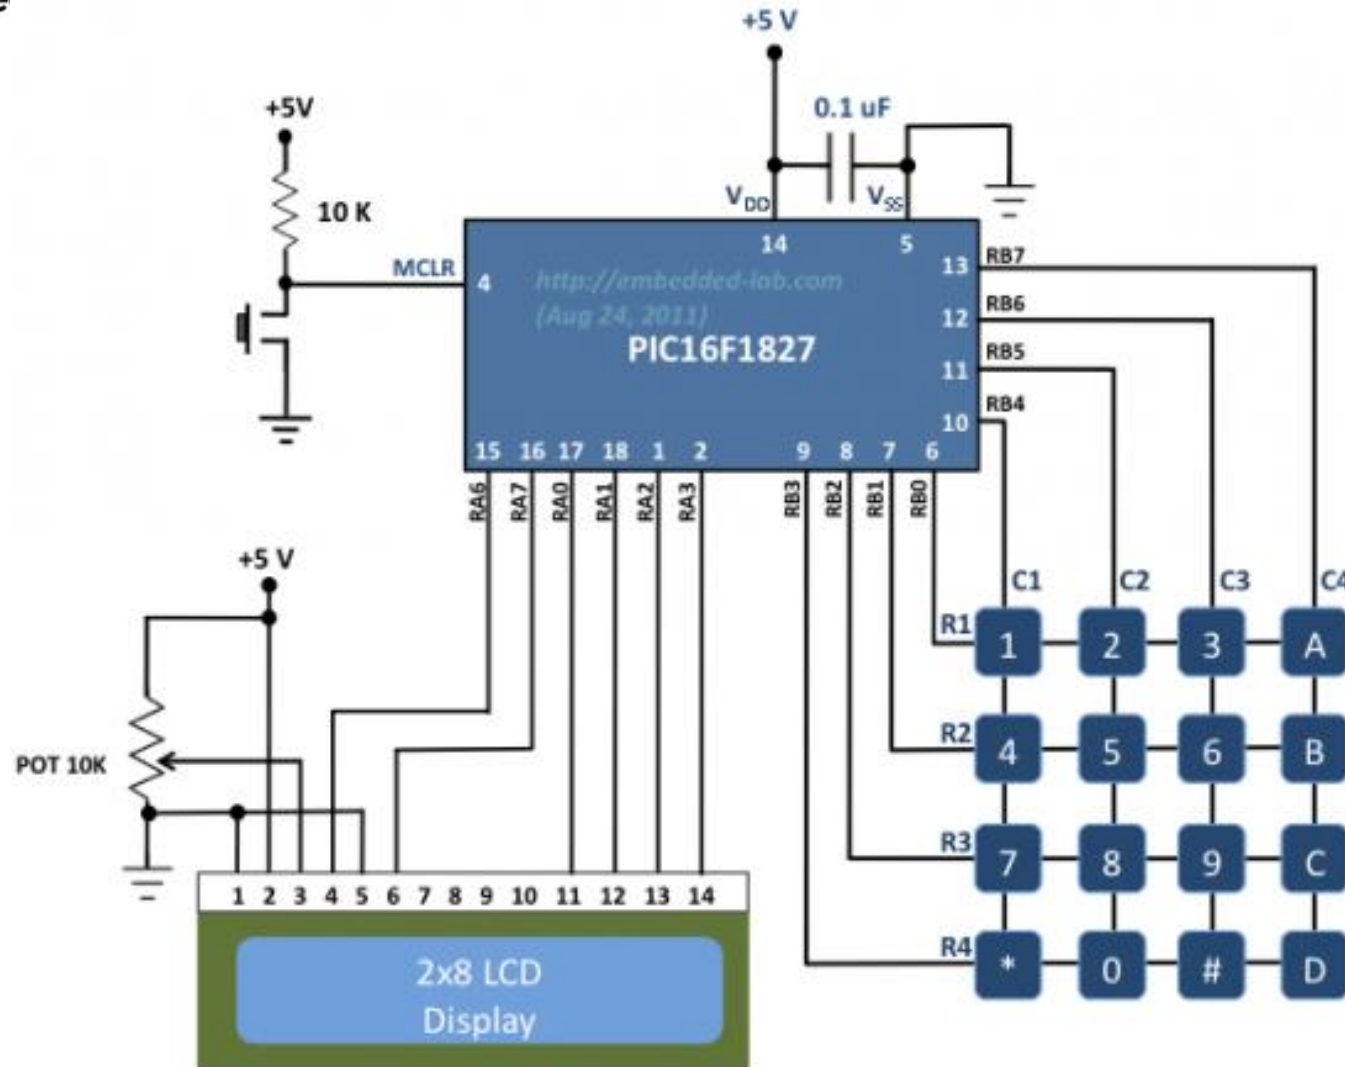 +5 V
+5V
0.1 uF
10 K
V_DD
V_SS
MCLR
4
14
5
13
RB7
http://embedded-lab.com
(Aug 24, 2011)
12
RB6
PIC16F1827
11
RB5
10
RB4
15 16 17 18 1 2 9 8 7 6
RA6 RA7 RA0 RA1 RA2 RA3 RB3 RB2 RB1 RB0
+5 V
C1 C2 C3 C4
R1 1 2 3 A
R2 4 5 6 B
POT 10K
R3 7 8 9 C
1 2 3 4 5 6 7 8 9 10 11 12 13 14
R4 * 0 # D
2x8 LCD
Display